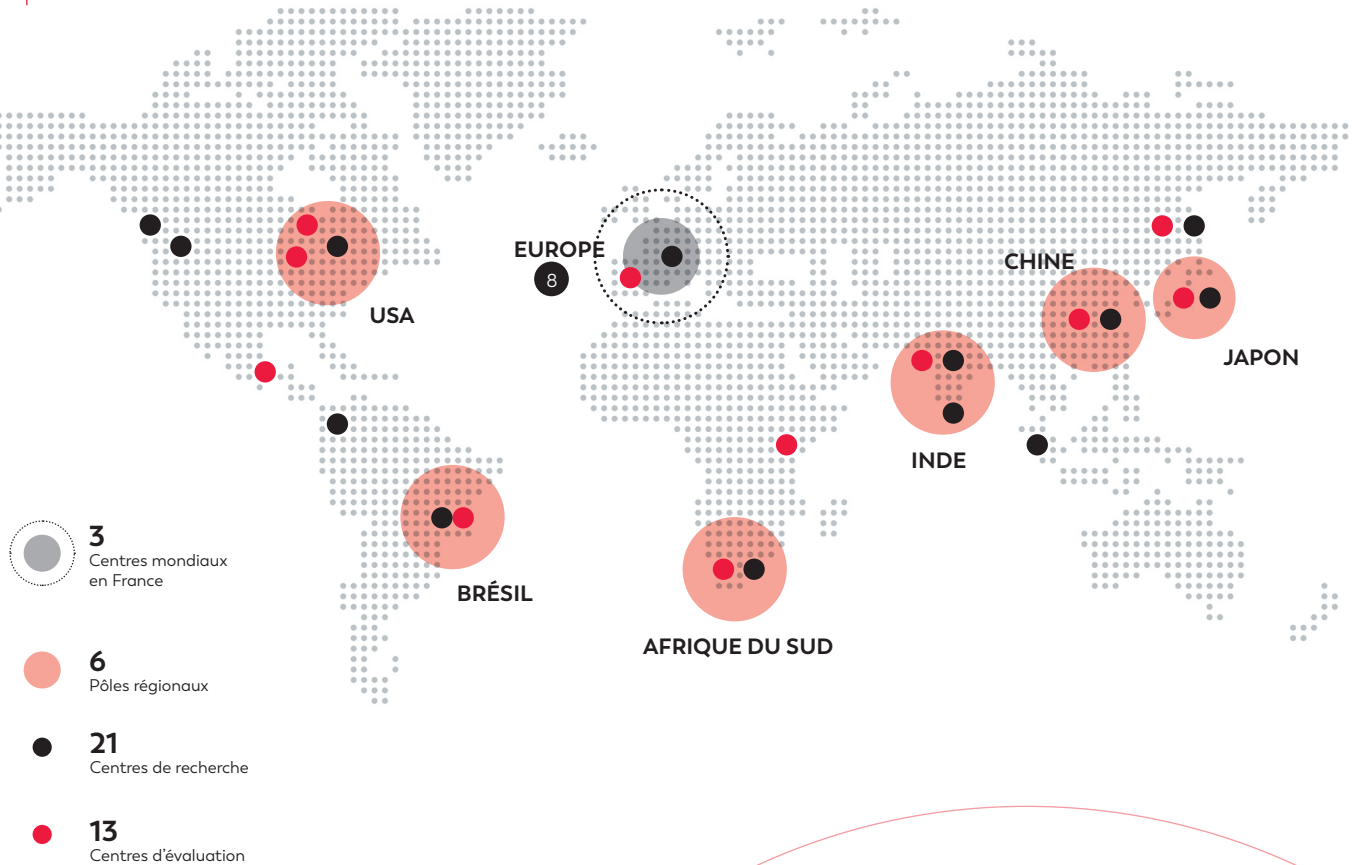 EUROPE
8
CHINE
USA
JAPON
INDE
BRÉSIL
AFRIQUE DU SUD
3
Centres mondiaux
en France
6
Pôles régionaux
21
Centres de recherche
13
Centres d'évaluation